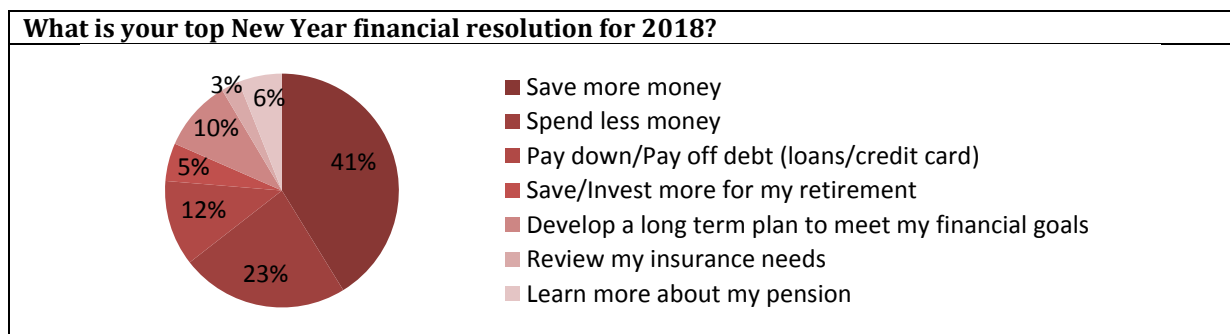 What is your top New Year financial resolution for 2018?
3%
6%
10%
41%
5%
12%
23%
Save more money
Spend less money
Pay down/Pay off debt (loans/credit card)
Save/Invest more for my retirement
Develop a long term plan to meet my financial goals
Review my insurance needs
Learn more about my pension